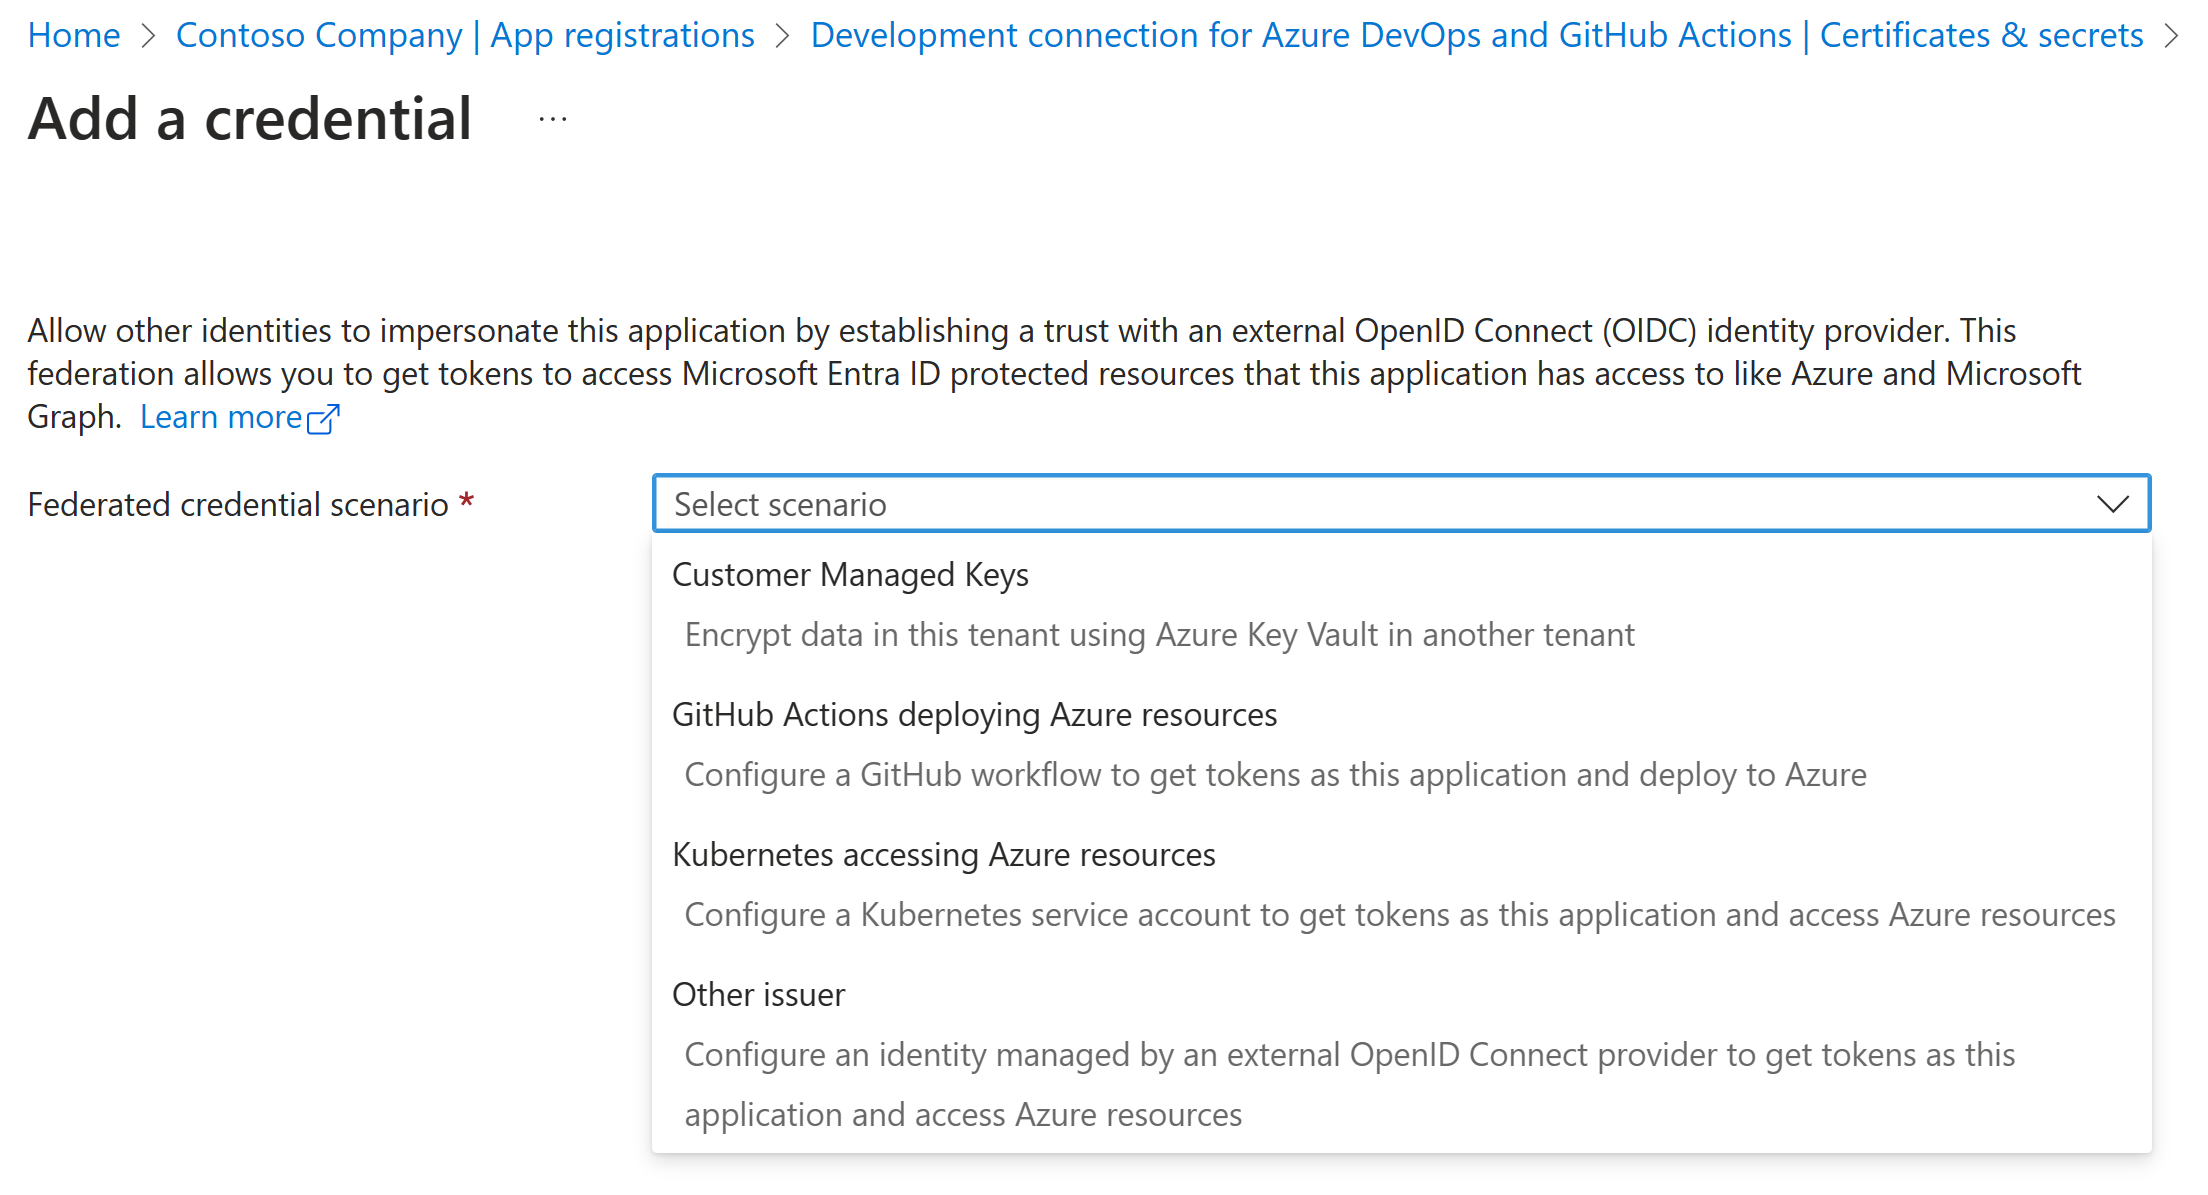 Home > Contoso Company | App registrations > Development connection for Azure DevOps and GitHub Actions | Certificates & secrets >
Add a credential ...
Allow other identities to impersonate this application by establishing a trust with an external OpenID Connect (OIDC) identity provider. This
federation allows you to get tokens to access Microsoft Entra ID protected resources that this application has access to like Azure and Microsoft
Graph. Learn more
Federated credential scenario *
Select scenario
Customer Managed Keys
Encrypt data in this tenant using Azure Key Vault in another tenant
GitHub Actions deploying Azure resources
Configure a GitHub workflow to get tokens as this application and deploy to Azure
Kubernetes accessing Azure resources
Configure a Kubernetes service account to get tokens as this application and access Azure resources
Other issuer
Configure an identity managed by an external OpenID Connect provider to get tokens as this
application and access Azure resources